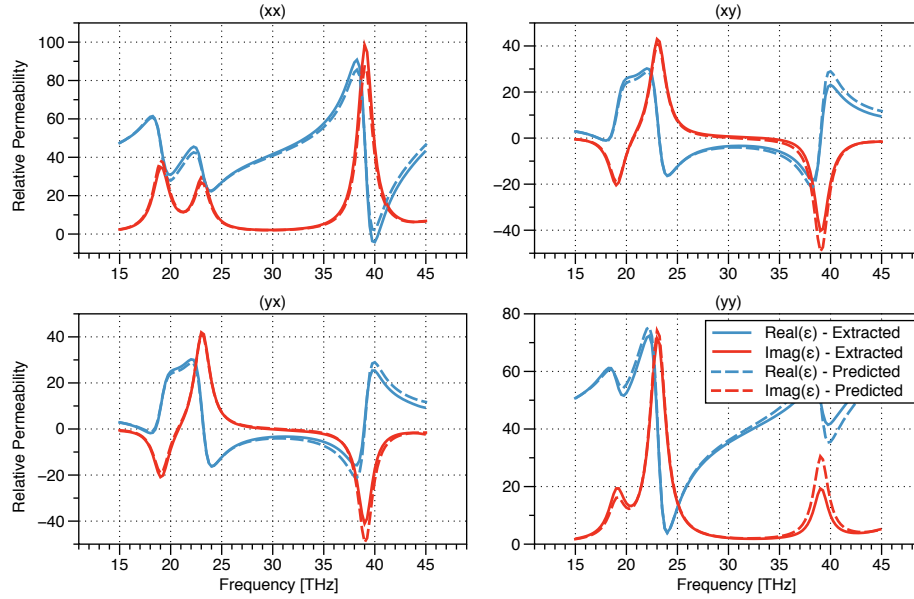 (xx)
(xy)
Relative Permeability
100
80
60
40
20
0
15 20 25 30 35 40 45
40
20
0
−20
−40
15 20 25 30 35 40 45
(yx)
(yy)
Relative Permeability
40
20
0
−20
−40
15 20 25 30 35 40 45
Frequency [THz]
80
60
40
20
0
Real(ε) - Extracted
Imag(ε) - Extracted
Real(ε) - Predicted
Imag(ε) - Predicted
15 20 25 30 35 40 45
Frequency [THz]